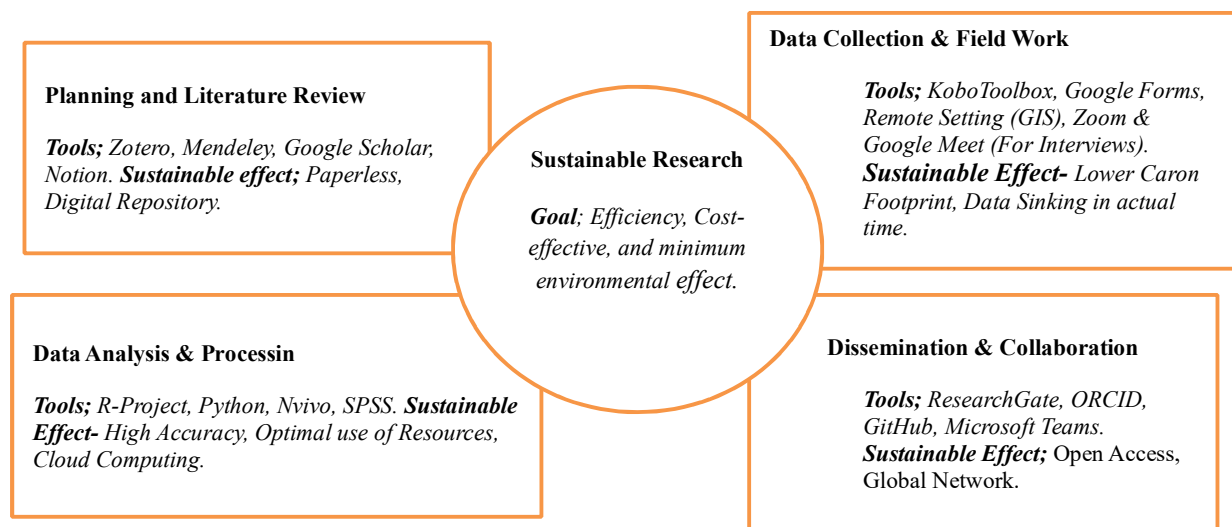 Planning and Literature Review
Tools; Zotero, Mendeley, Google Scholar,
Notion. Sustainable effect; Paperless,
Digital Repository.
Data Collection & Field Work
Tools; KoboToolbox, Google Forms,
Remote Setting (GIS), Zoom &
Google Meet (For Interviews).
Sustainable Effect- Lower Caron
Footprint, Data Sinking in actual
time.
Sustainable Research
Goal; Efficiency, Cost-
effective, and minimum
environmental effect.
Data Analysis & Processin
Tools; R-Project, Python, Nvivo, SPSS. Sustainable
Effect- High Accuracy, Optimal use of Resources,
Cloud Computing.
Dissemination & Collaboration
Tools; ResearchGate, ORCID,
GitHub, Microsoft Teams.
Sustainable Effect; Open Access,
Global Network.